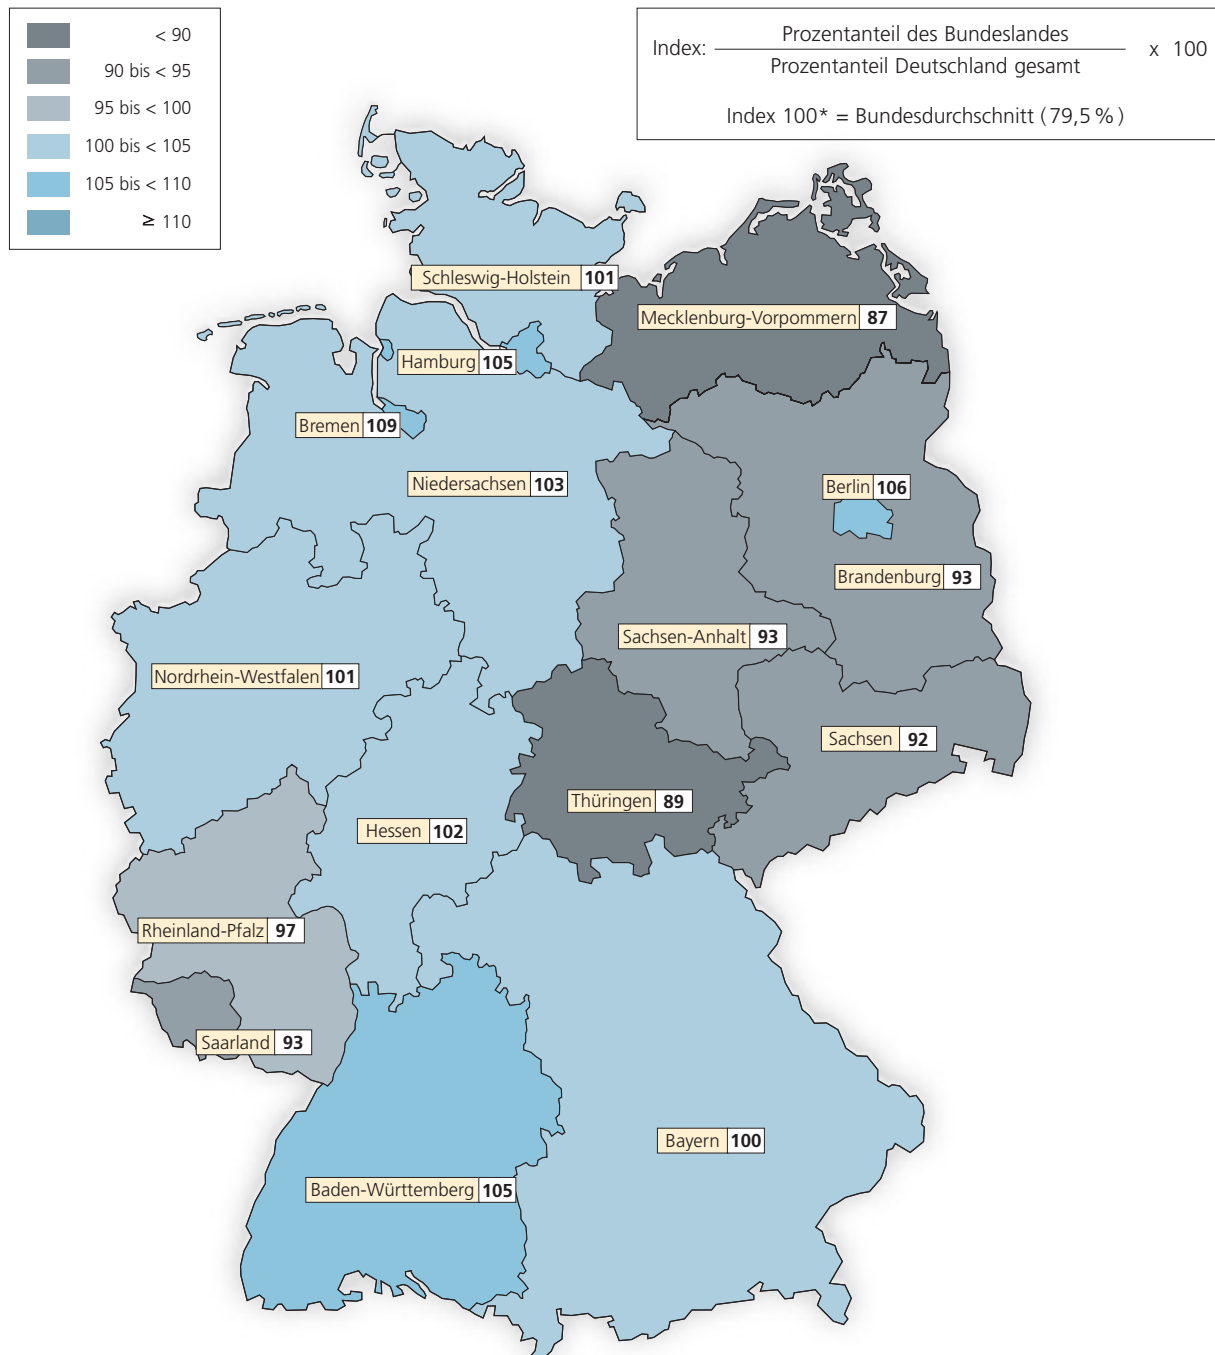 < 90
90 bis < 95
95 bis < 100
100 bis < 105
105 bis < 110
≥ 110
Index: Prozentanteil des Bundeslandes x 100
Prozentanteil Deutschland gesamt
Index 100* = Bundesdurchschnitt (79,5 %)
Schleswig-Holstein 101
Mecklenburg-Vorpommern 87
Hamburg 105
Bremen 109
Niedersachsen 103
Berlin 106
Brandenburg 93
Sachsen-Anhalt 93
Nordrhein-Westfalen 101
Sachsen 92
Thüringen 89
Hessen 102
Rheinland-Pfalz 97
Saarland 93
Bayern 100
Baden-Württemberg 105